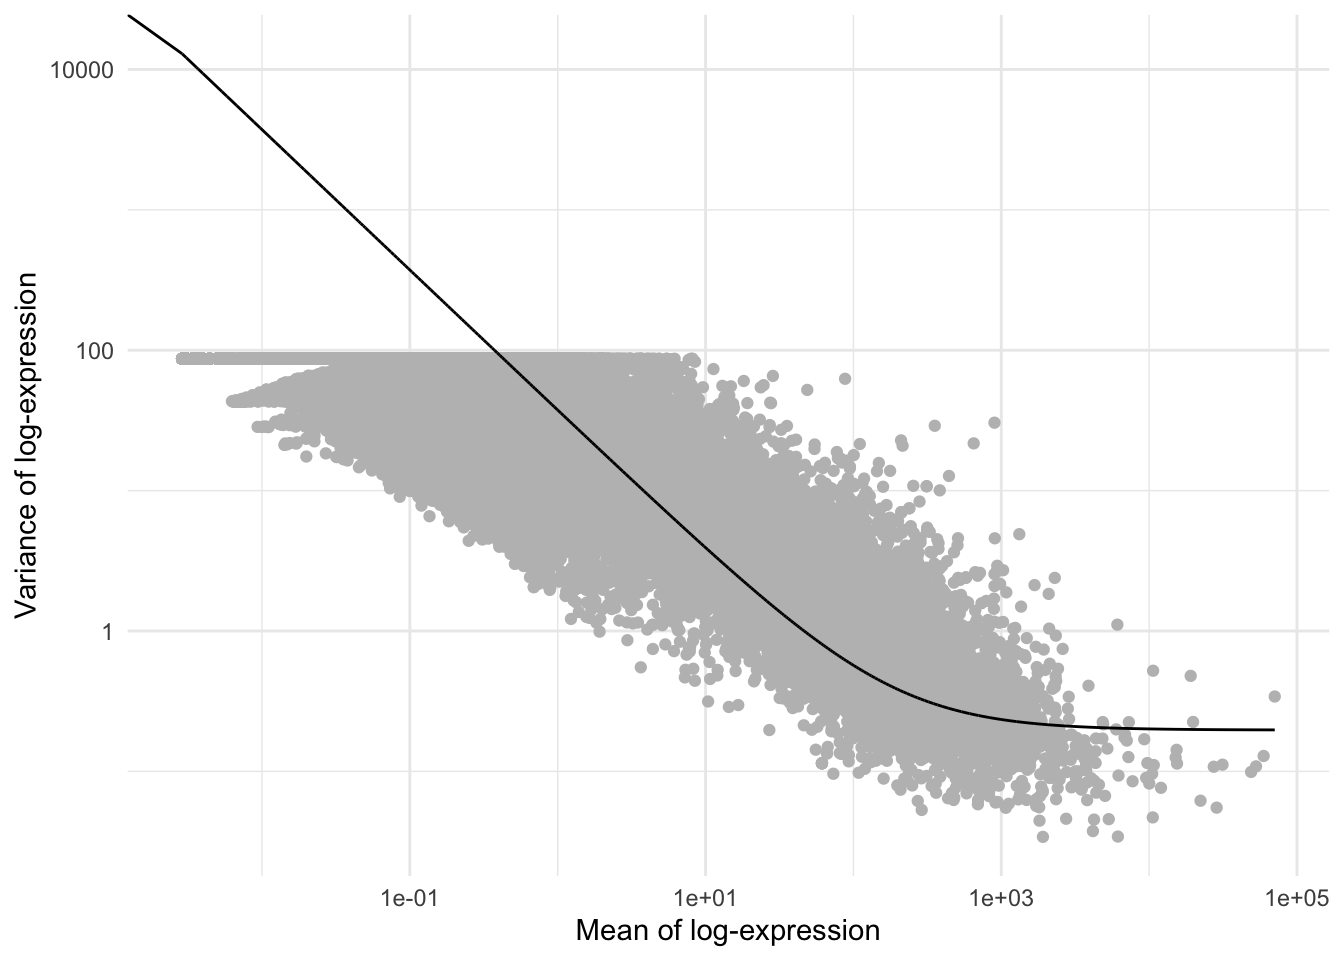 10000
100
1
Variance of log-expression
1e-01
1e+01
1e+03
1e+05
Mean of log-expression